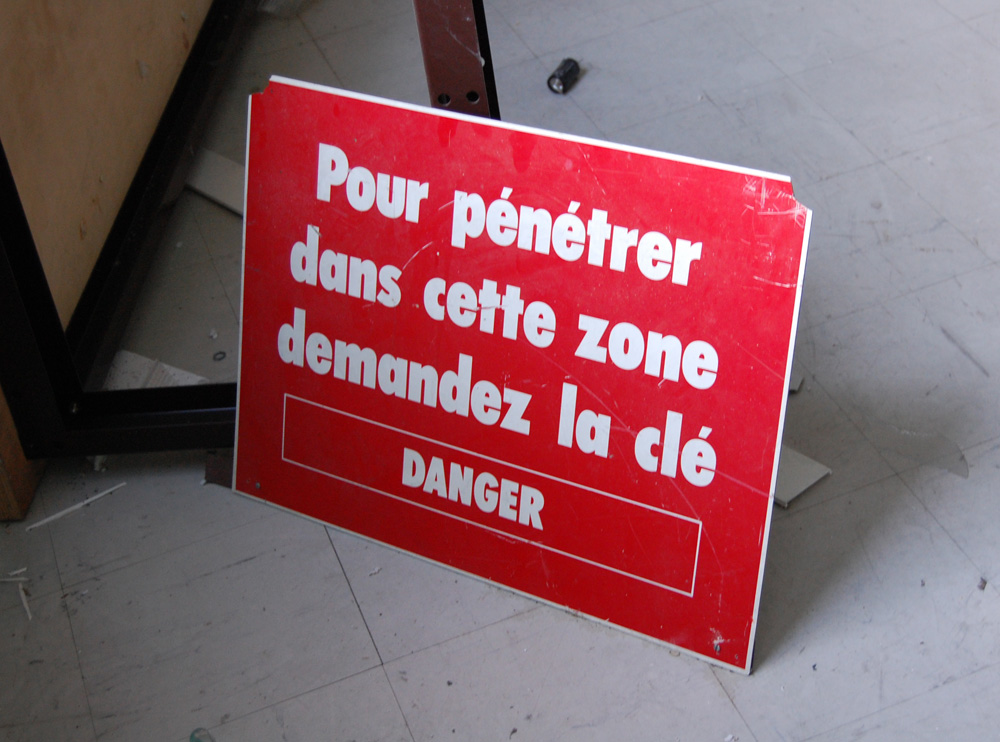 Pour pénétrer
dans cette zone
demandez la clé
DANGER